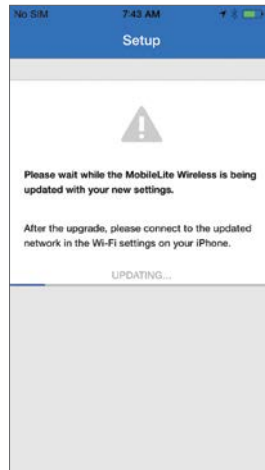 No SIM 7:43 AM
Setup
Please wait while the MobileLite Wireless is being
updated with your new settings.
After the upgrade, please connect to the updated
network in the Wi-Fi settings on your iPhone.
UPDATING...